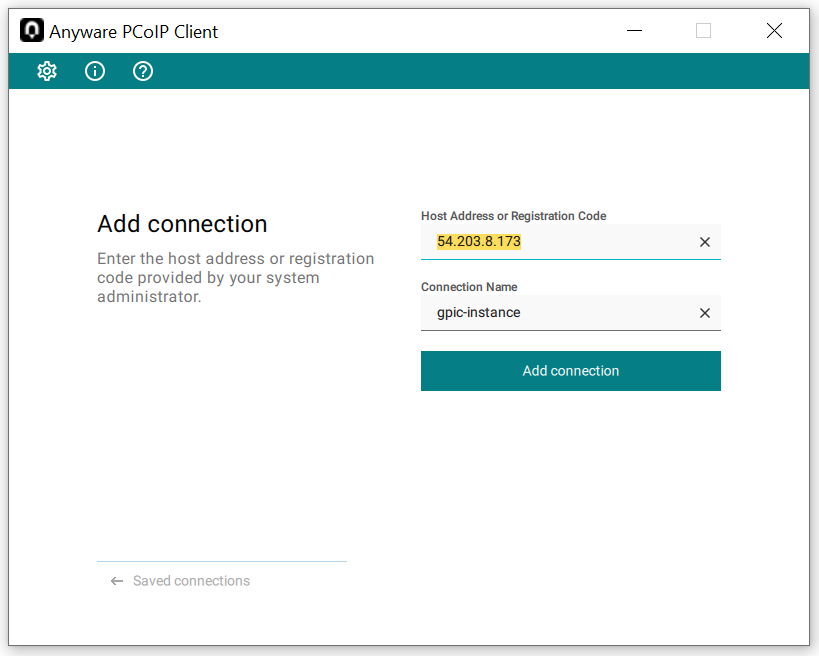 Anyware PCoIP Client
Add connection
Enter the host address or registration
code provided by your system
administrator.
Host Address or Registration Code
54.203.8.173
Connection Name
gpic-instance
Add connection
Saved connections